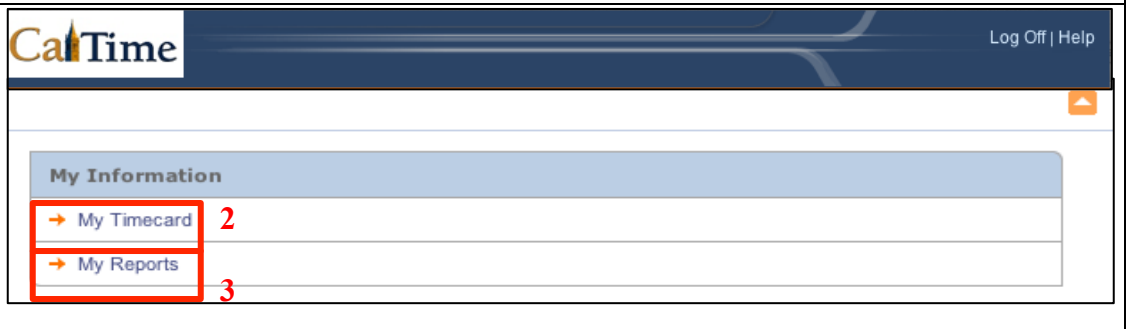 CalTime
Log Off | Help
My Information
→ My Timecard 2
→ My Reports
3